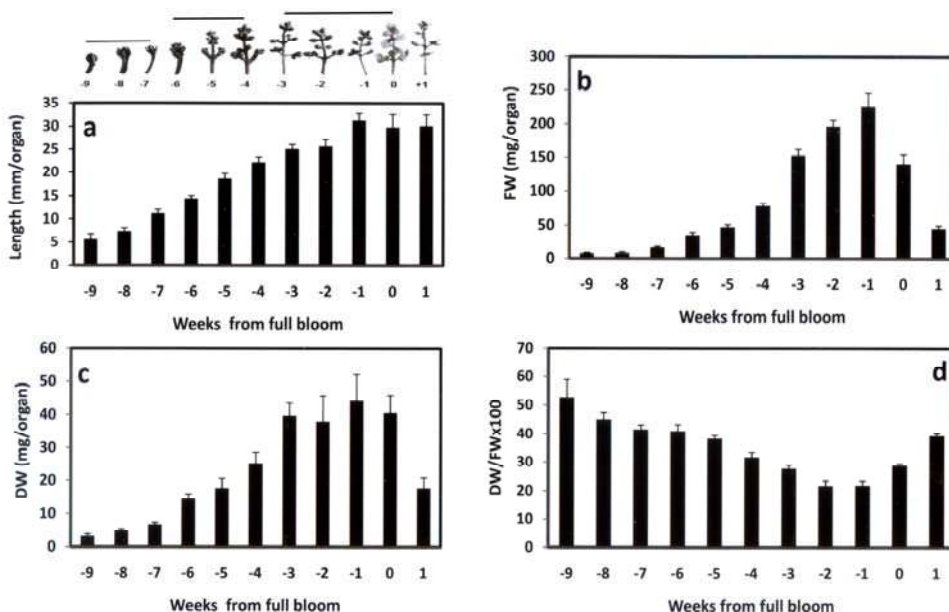 -9 -8 -7 -6 -5 -4 -3 -2 -1 0 +1
a
Length (mm/organ)
35
30
25
20
15
10
5
0
-9 -8 -7 -6 -5 -4 -3 -2 -1 0 1
Weeks from full bloom
b
FW (mg/organ)
300
250
200
150
100
50
0
-9 -8 -7 -6 -5 -4 -3 -2 -1 0 1
Weeks from full bloom
c
DW (mg/organ)
60
50
40
30
20
10
0
-9 -8 -7 -6 -5 -4 -3 -2 -1 0 1
Weeks from full bloom
d
DW/FWx100
70
60
50
40
30
20
10
0
-9 -8 -7 -6 -5 -4 -3 -2 -1 0 1
Weeks from full bloom